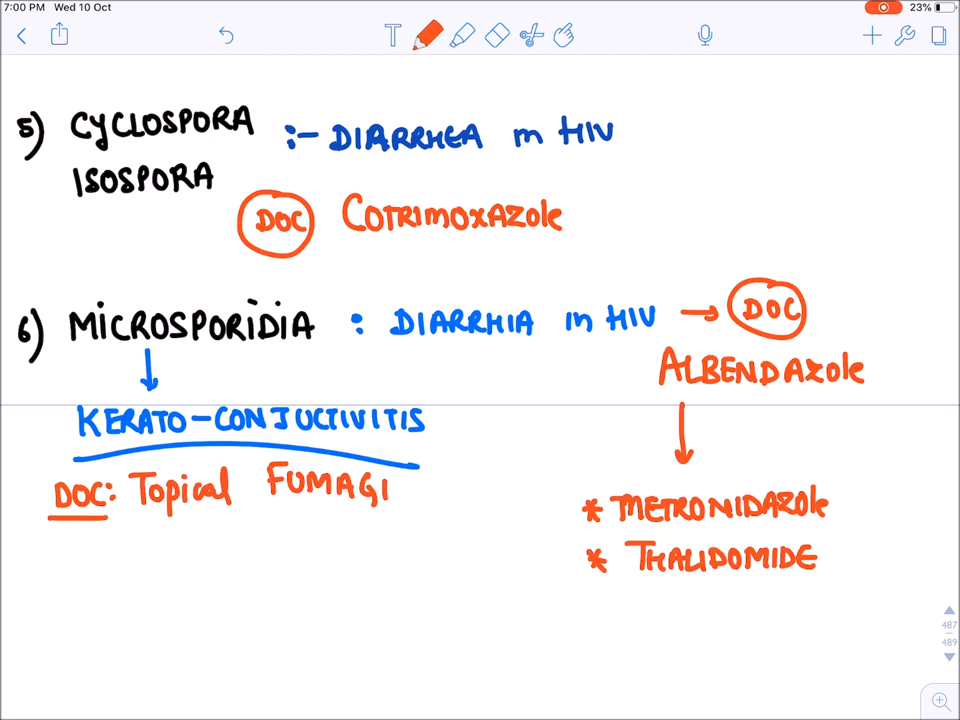 7:00 PM Wed 10 Oct 23%
T
5) CYCLOSPORA :- DIARRHEA in HIV
ISOSPORA
DOC COTRIMOXAZOLE
6) MICROSPORIDIA : DIARRHIA in HIV → DOC
ALBENDAZOLE
KERATO-CONJUCTIVITIS
DOC: Topical FUMAGI
* METRONIDAZOLE
* THALIDOMIDE
487
489